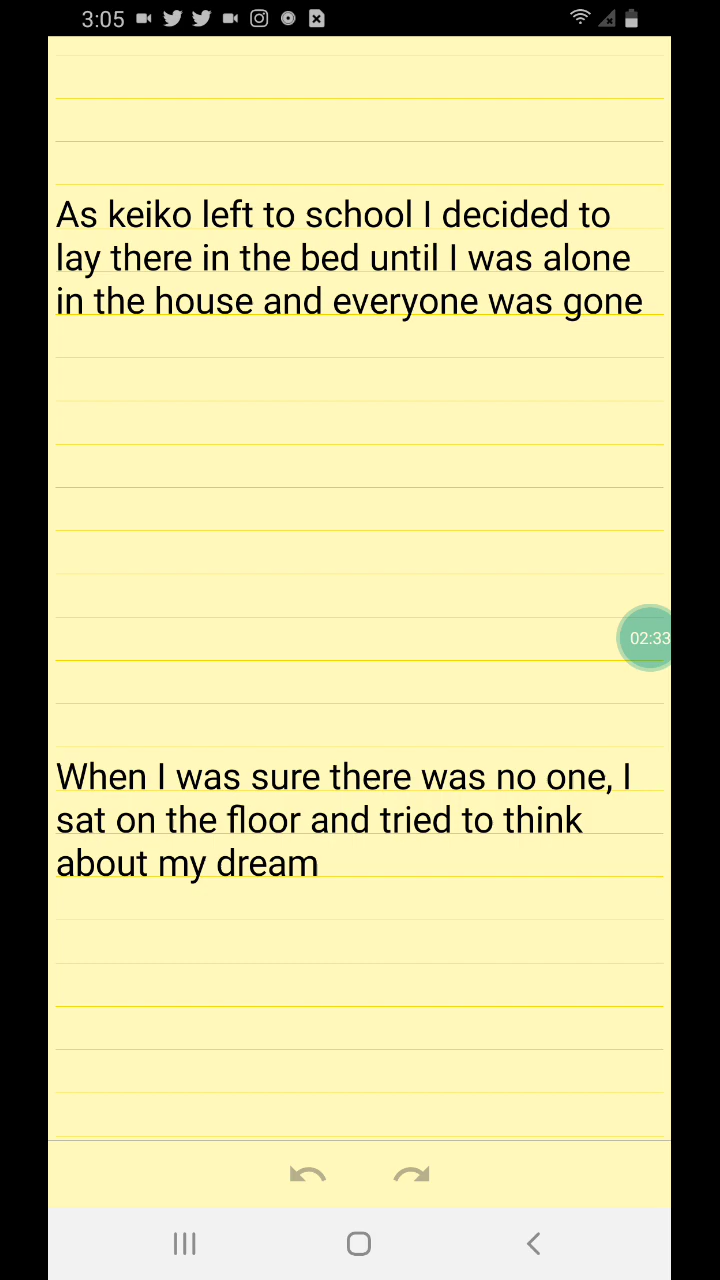 3:05
As keiko left to school I decided to
lay there in the bed until I was alone
in the house and everyone was gone
02:33
When I was sure there was no one, I
sat on the floor and tried to think
about my dream